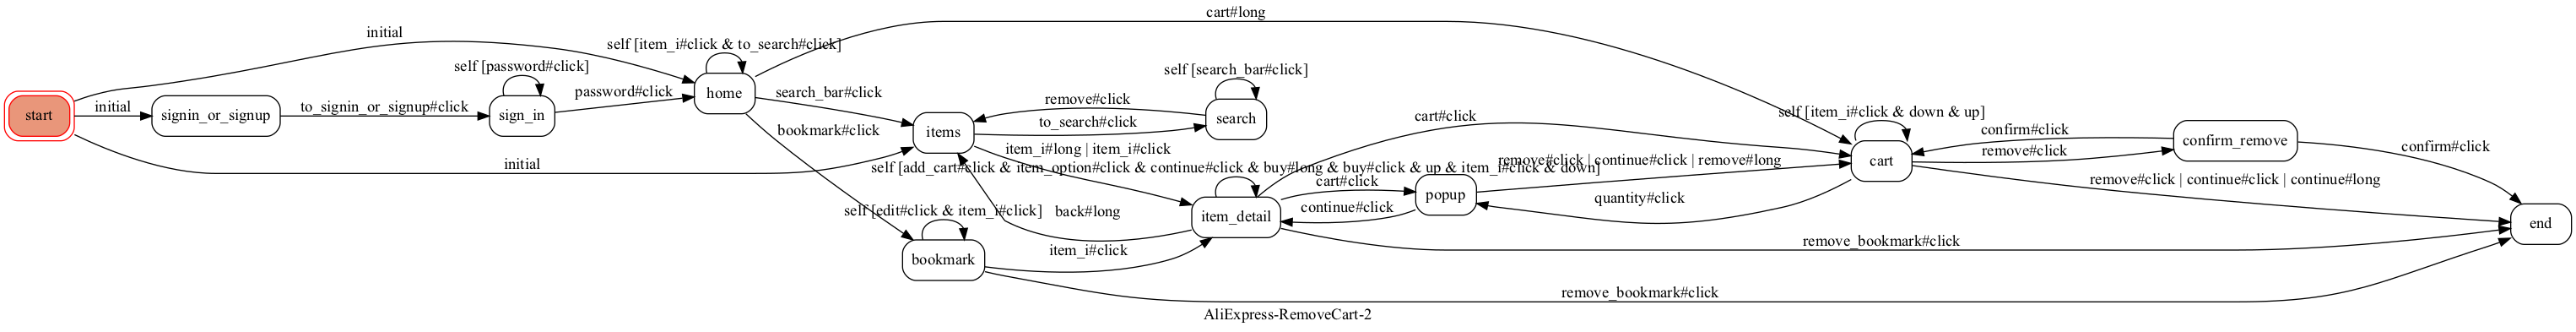 cart#long
initial
self [item_i#click & to_search#click]
self [password#click]
self [search_bar#click]
home
search_bar#click
password#click
remove#click
start
initial
signin_or_signup
to_signin_or_signup#click
sign_in
items
to_search#click
search
cart#click
self [item_i#click & down & up]
confirm#click
confirm_remove
bookmark#click
item_i#long | item_i#click
remove#click
confirm#click
initial
self [add_cart#click & item_option#click & continue#click & buy#long & buy#click & up & item_i#click & down]
remove#click | continue#click | remove#long
cart
cart#click
popup
quantity#click
remove#click | continue#click | continue#long
self [edit#click & item_i#click]
back#long
item_detail
continue#click
end
bookmark
item_i#click
remove_bookmark#click
remove_bookmark#click
AliExpress-RemoveCart-2